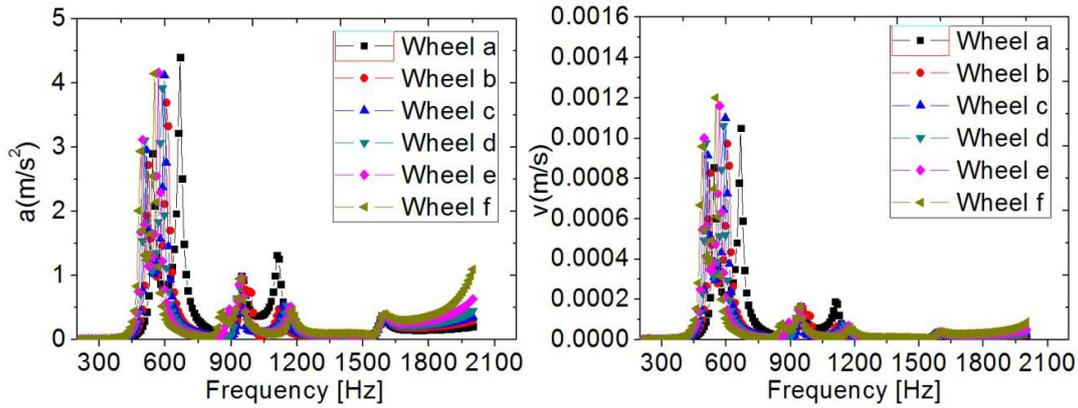 5
4
3
2
1
0
a(m/s²)
300 600 900 1200 1500 1800 2100
Frequency [Hz]
Wheel a
Wheel b
Wheel c
Wheel d
Wheel e
Wheel f
0.0016
0.0014
0.0012
0.0010
0.0008
0.0006
0.0004
0.0002
0.0000
v(m/s)
300 600 900 1200 1500 1800 2100
Frequency [Hz]
Wheel a
Wheel b
Wheel c
Wheel d
Wheel e
Wheel f